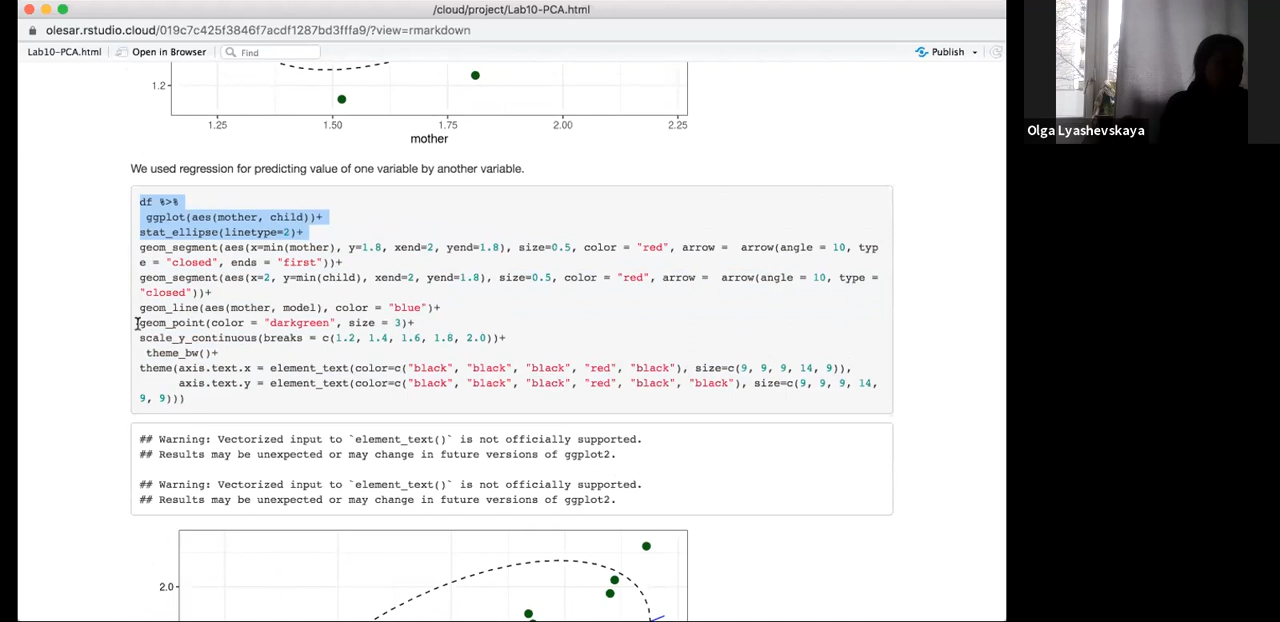 /cloud/project/Lab10-PCA.html
olesar.rstudio.cloud/019c7c425f3846f7acdf1287bd3fffa9/?view=rmarkdown
Lab10-PCA.html Open in Browser Find Publish
1.2
1.25 1.50 1.75 2.00 2.25
mother
We used regression for predicting value of one variable by another variable.
df %>%
ggplot(aes(mother, child))+
stat_ellipse(linetype=2)+
geom_segment(aes(x=min(mother), y=1.8, xend=2, yend=1.8), size=0.5, color = "red", arrow =  arrow(angle = 10, typ
e = "closed", ends = "first"))+
geom_segment(aes(x=2, y=min(child), xend=2, yend=1.8), size=0.5, color = "red", arrow =  arrow(angle = 10, type =
"closed"))+
geom_line(aes(mother, model), color = "blue")+
geom_point(color = "darkgreen", size = 3)+
scale_y_continuous(breaks = c(1.2, 1.4, 1.6, 1.8, 2.0))+
theme_bw()+
theme(axis.text.x = element_text(color=c("black", "black", "black", "red", "black"), size=c(9, 9, 9, 14, 9)),
axis.text.y = element_text(color=c("black", "black", "black", "red", "black", "black"), size=c(9, 9, 9, 14,
9, 9)))
## Warning: Vectorized input to `element_text()` is not officially supported.
## Results may be unexpected or may change in future versions of ggplot2.
## Warning: Vectorized input to `element_text()` is not officially supported.
## Results may be unexpected or may change in future versions of ggplot2.
2.0
Olga Lyashevskaya